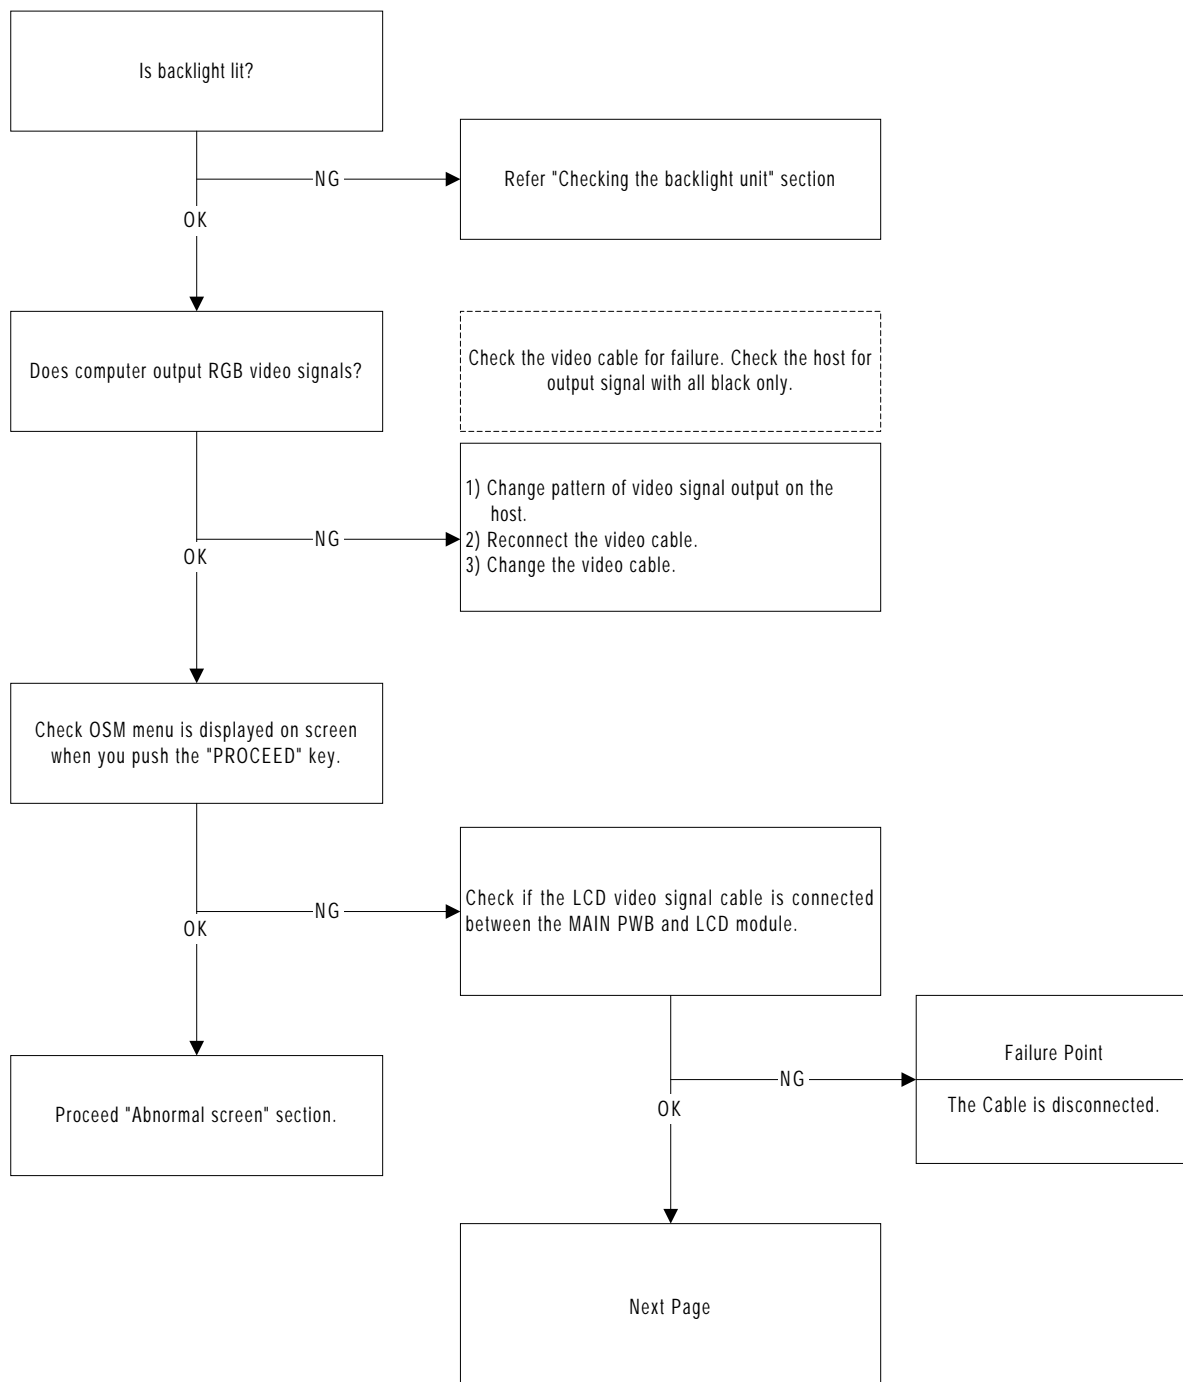 Is backlight lit?
NG
Refer "Checking the backlight unit" section
OK
Does computer output RGB video signals?
Check the video cable for failure. Check the host for
output signal with all black only.
1) Change pattern of video signal output on the
host.
2) Reconnect the video cable.
3) Change the video cable.
NG
OK
Check OSM menu is displayed on screen
when you push the "PROCEED" key.
Check if the LCD video signal cable is connected
between the MAIN PWB and LCD module.
NG
OK
Failure Point
NG
The Cable is disconnected.
OK
Proceed "Abnormal screen" section.
Next Page